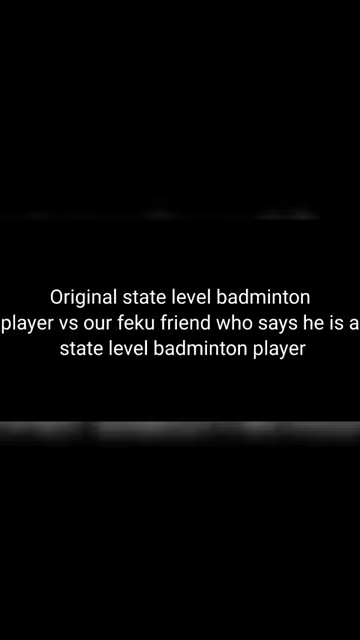 Original state level badminton
player vs our feku friend who says he is a
state level badminton player